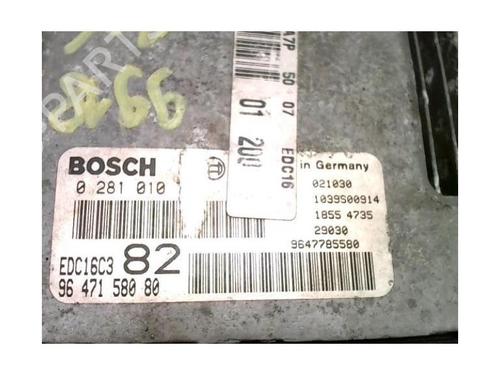 A7P 50 07 EDC16
01 200
BOSCH
in Germany
0 281 010
021030
1039S00914
1855 4735
29030
9647785580
EDC16C3 82
96 471 580 80